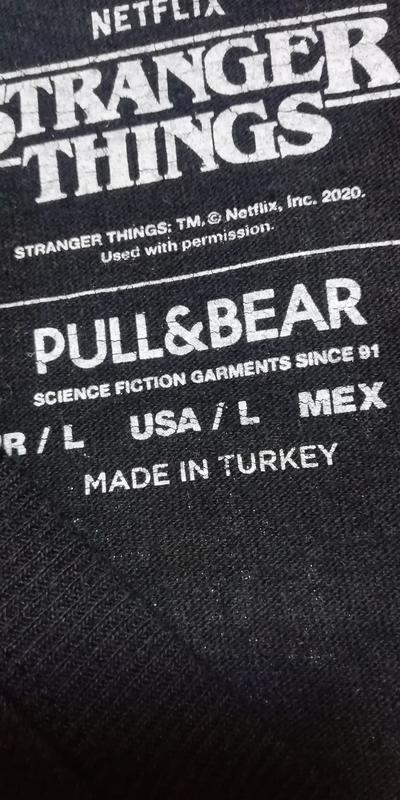 NETFLIX
STRANGER
THINGS
STRANGER THINGS: TM, © Netflix, Inc. 2020.
Used with permission.
PULL&BEAR
SCIENCE FICTION GARMENTS SINCE 91
R / L USA / L MEX
MADE IN TURKEY